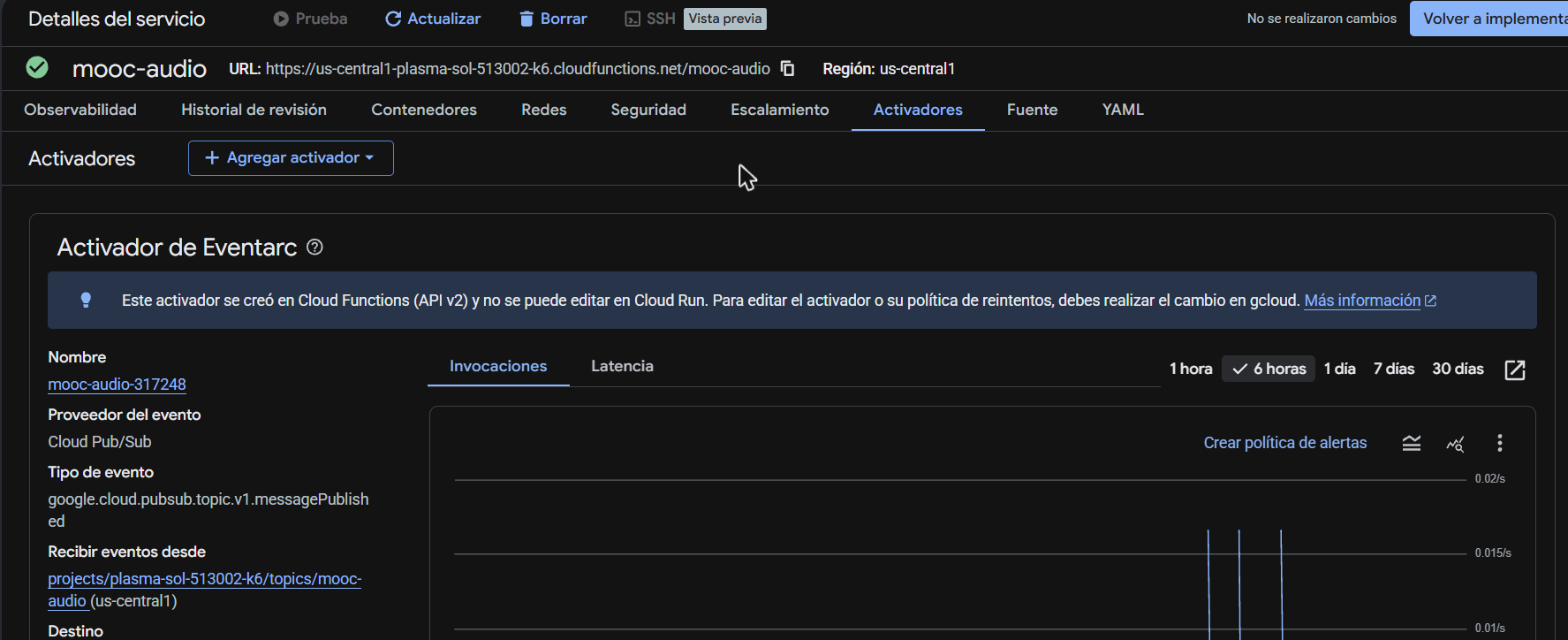 Detalles del servicio Prueba Actualizar Borrar SSH Vista previa No se realizaron cambios Volver a implementa
mooc-audio URL: https://us-central1-plasma-sol-513002-k6.cloudfunctions.net/mooc-audio Región: us-central1
Observabilidad Historial de revisión Contenedores Redes Seguridad Escalamiento Activadores Fuente YAML
Activadores Agregar activador
Activador de Eventarc
Este activador se creó en Cloud Functions (API v2) y no se puede editar en Cloud Run. Para editar el activador o su política de reintentos, debes realizar el cambio en gcloud. Más información
Nombre
mooc-audio-317248
Proveedor del evento
Cloud Pub/Sub
Tipo de evento
google.cloud.pubsub.topic.v1.messagePublish
ed
Recibir eventos desde
projects/plasma-sol-513002-k6/topics/mooc-
audio (us-central1)
Destino
Invocaciones Latencia 1 hora 6 horas 1 día 7 días 30 días
Crear política de alertas
0.02/s
0.015/s
0.01/s